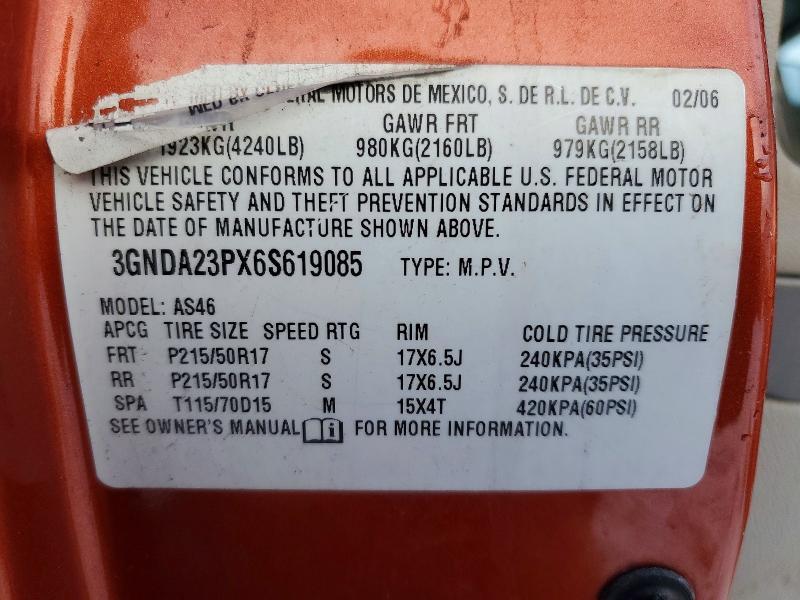 MFD BY GENERAL MOTORS DE MEXICO, S. DE R.L. DE C.V. 02/06
GAWR FRT GAWR RR
1923KG(4240LB) 980KG(2160LB) 979KG(2158LB)
THIS VEHICLE CONFORMS TO ALL APPLICABLE U.S. FEDERAL MOTOR
VEHICLE SAFETY AND THEFT PREVENTION STANDARDS IN EFFECT ON
THE DATE OF MANUFACTURE SHOWN ABOVE.
3GNDA23PX6S619085 TYPE: M.P.V.
MODEL: AS46
APCG TIRE SIZE SPEED RTG RIM COLD TIRE PRESSURE
FRT P215/50R17 S 17X6.5J 240KPA(35PSI)
RR P215/50R17 S 17X6.5J 240KPA(35PSI)
SPA T115/70D15 M 15X4T 420KPA(60PSI)
SEE OWNER'S MANUAL i FOR MORE INFORMATION.